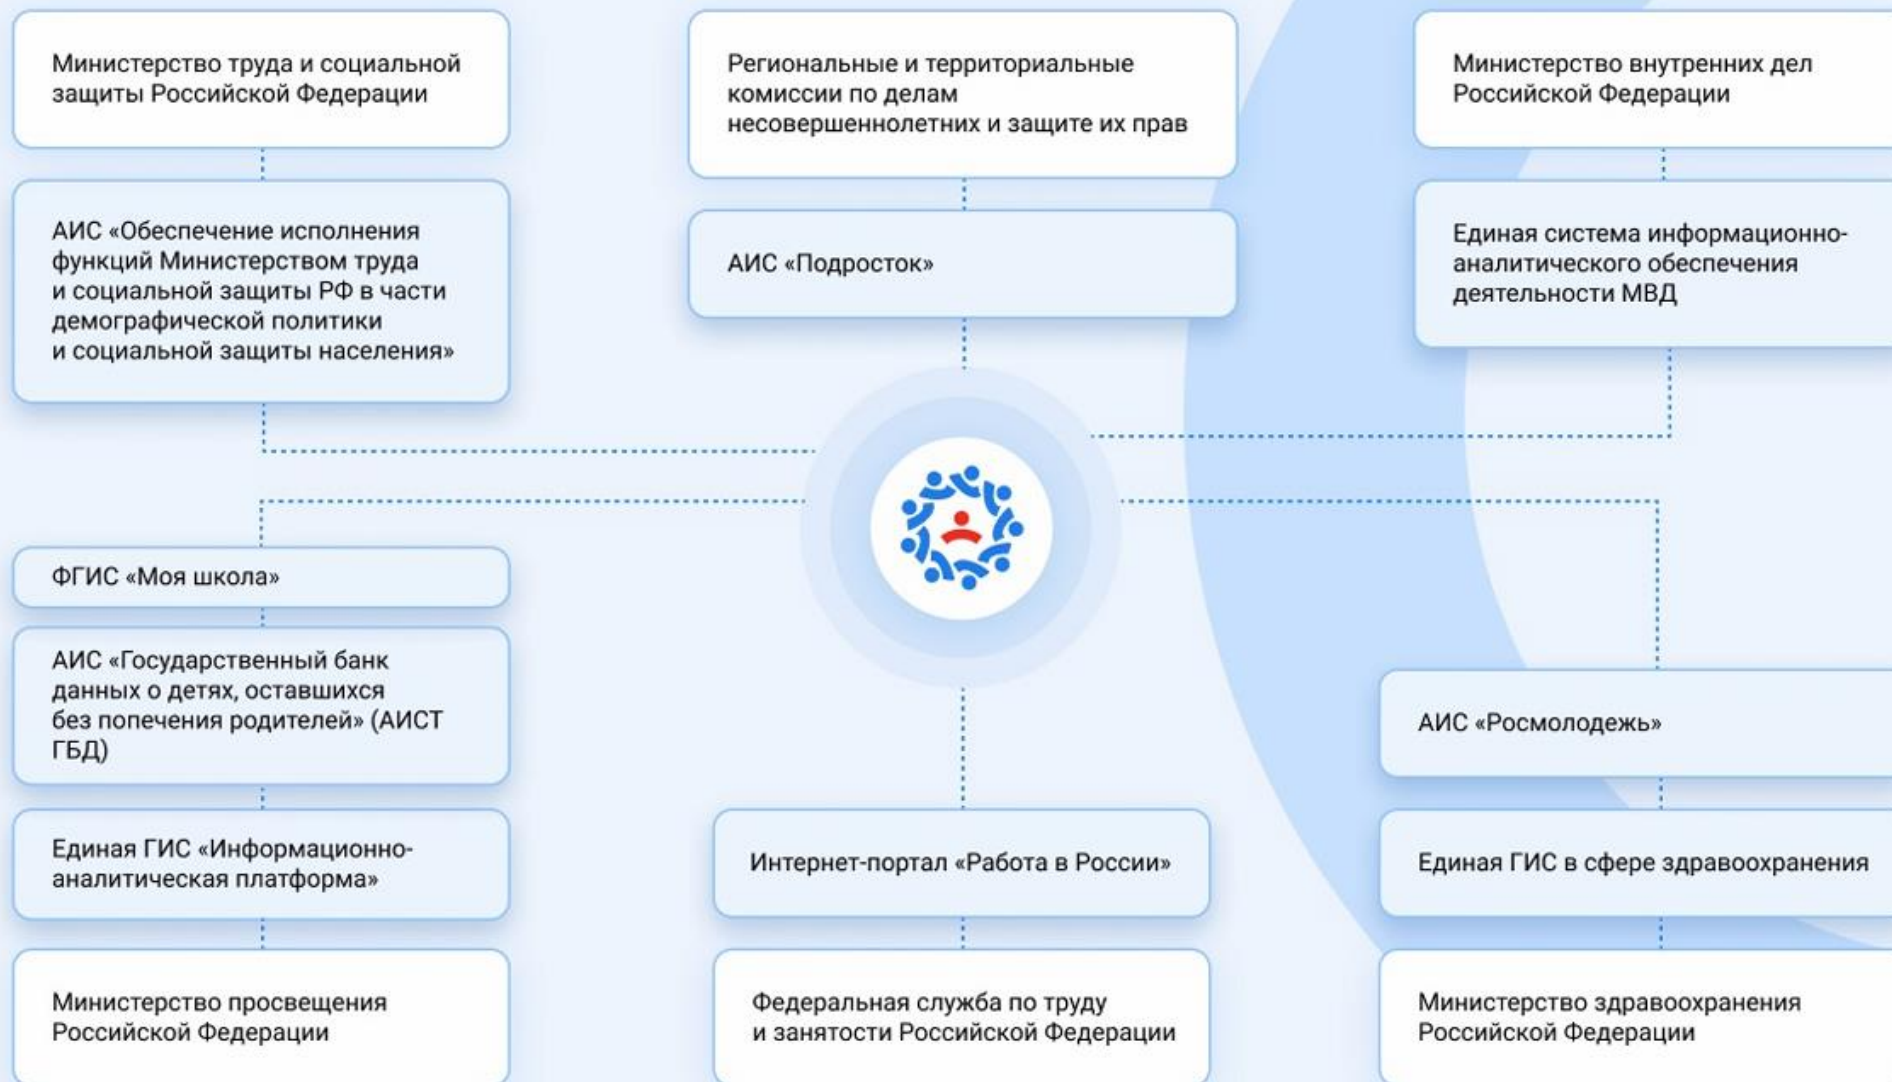 Министерство труда и социальной
защиты Российской Федерации
АИС «Обеспечение исполнения
функций Министерством труда
и социальной защиты РФ в части
демографической политики
и социальной защиты населения»
Региональные и территориальные
комиссии по делам
несовершеннолетних и защите их прав
АИС «Подросток»
Министерство внутренних дел
Российской Федерации
Единая система информационно-
аналитического обеспечения
деятельности МВД
ФГИС «Моя школа»
АИС «Государственный банк
данных о детях, оставшихся
без попечения родителей» (АИСТ
ГБД)
Единая ГИС «Информационно-
аналитическая платформа»
Министерство просвещения
Российской Федерации
Интернет-портал «Работа в России»
Федеральная служба по труду
и занятости Российской Федерации
АИС «Росмолодежь»
Единая ГИС в сфере здравоохранения
Министерство здравоохранения
Российской Федерации